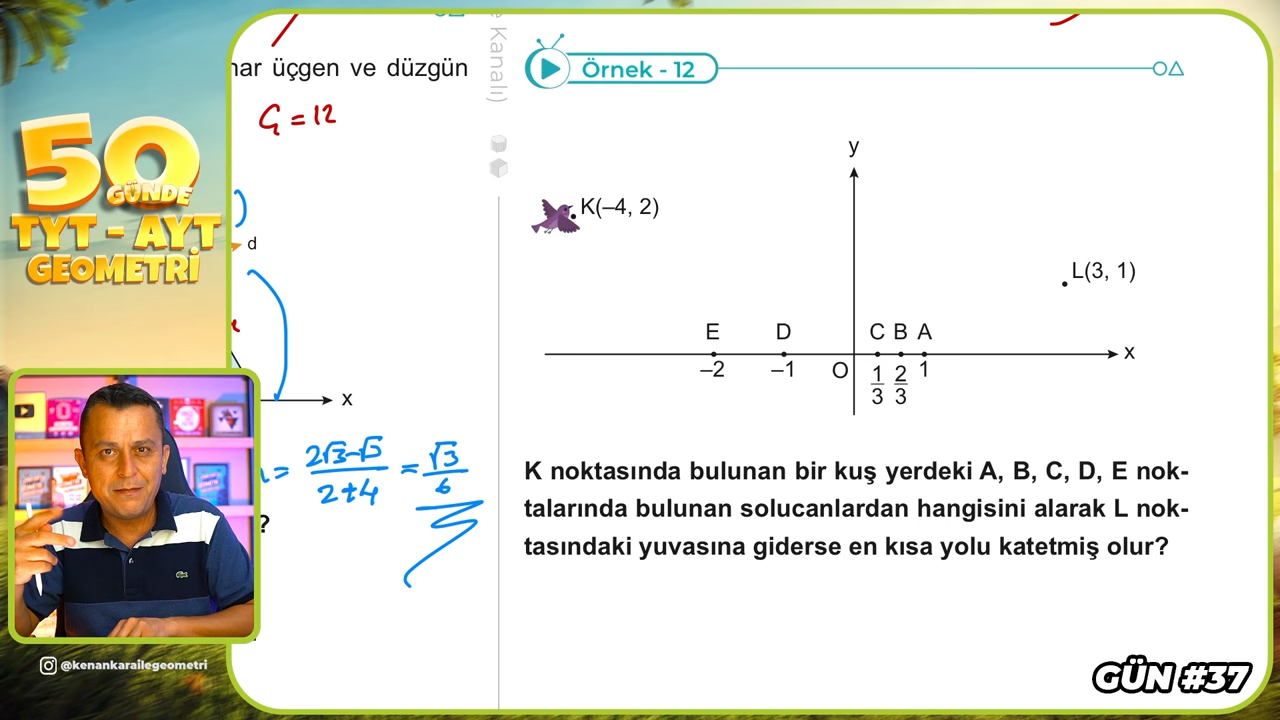 50
GÜNDE
TYT - AYT
GEOMETRİ
nar üçgen ve düzgün
Ç = 12
d
x
= 2√3-√3 / 2+4 = √3 / 6
?
@kenankarailegeometri
e Kanalı)
Örnek - 12
y
K(–4, 2)
L(3, 1)
E D C B A
x
–2 –1 O 1/3 2/3 1
K noktasında bulunan bir kuş yerdeki A, B, C, D, E nok-
talarında bulunan solucanlardan hangisini alarak L nok-
tasındaki yuvasına giderse en kısa yolu katetmiş olur?
GÜN #37